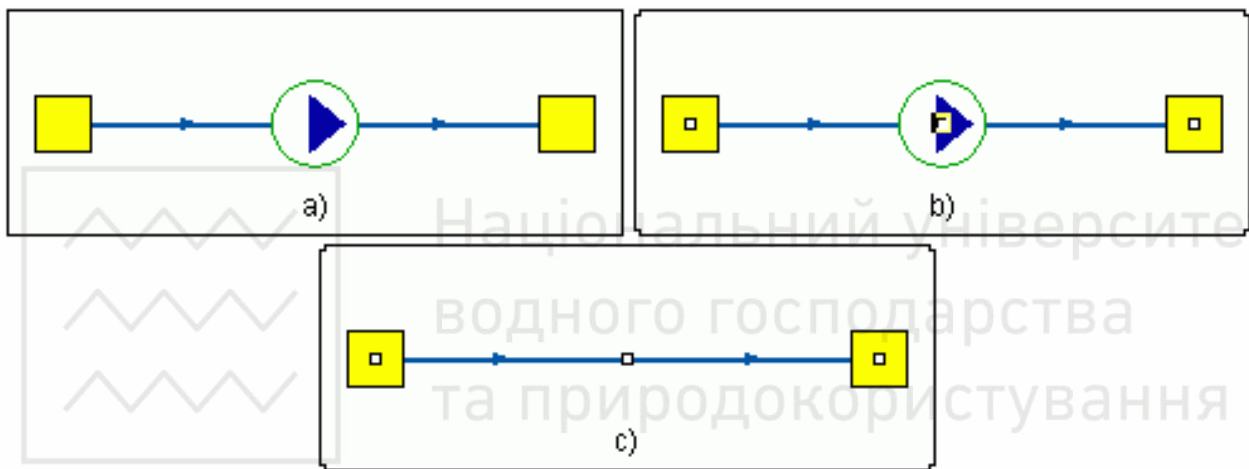 a)
b)
Національний університе
водного господарства
та природокористування
c)